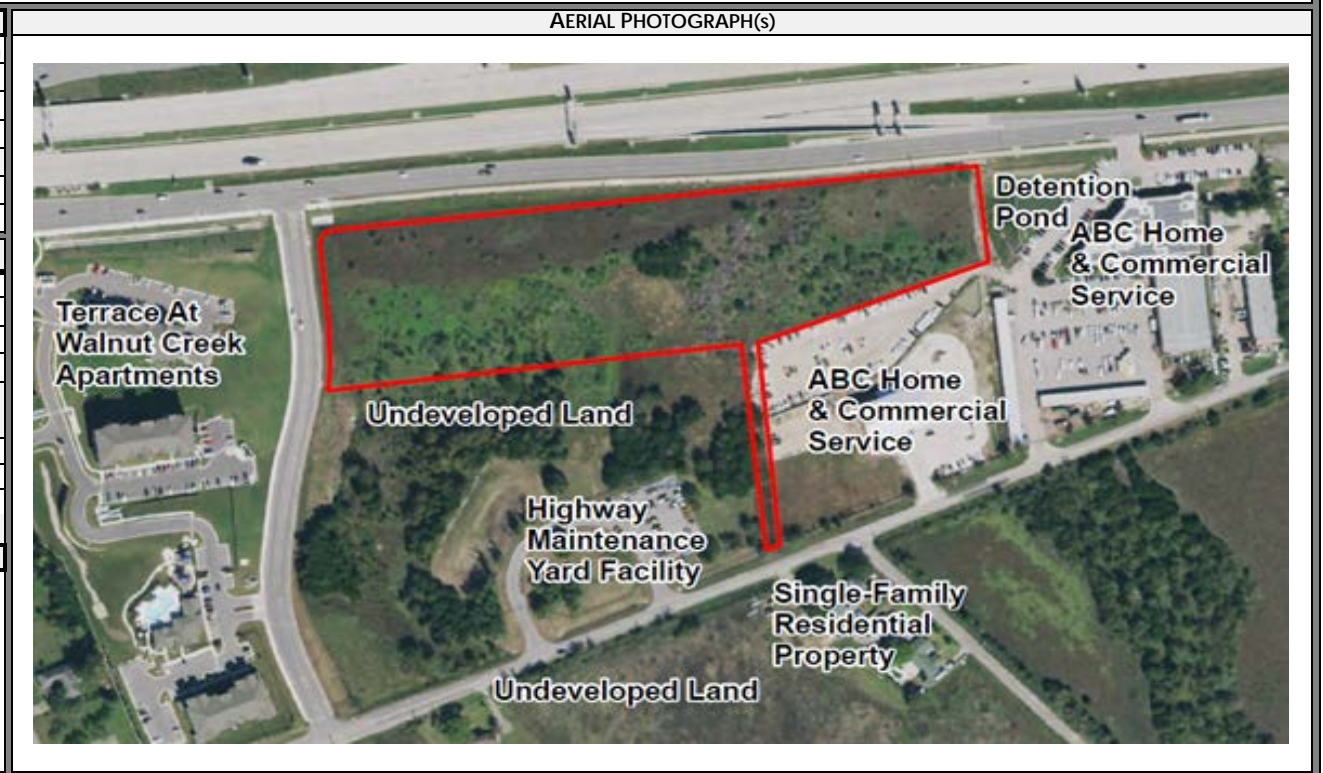 AERIAL PHOTOGRAPH(s)
Detention
Pond
ABC Home
& Commercial
Service
Terrace At
Walnut Creek
Apartments
ABC Home
& Commercial
Service
Undeveloped Land
Highway
Maintenance
Yard Facility
Single-Family
Residential
Property
Undeveloped Land